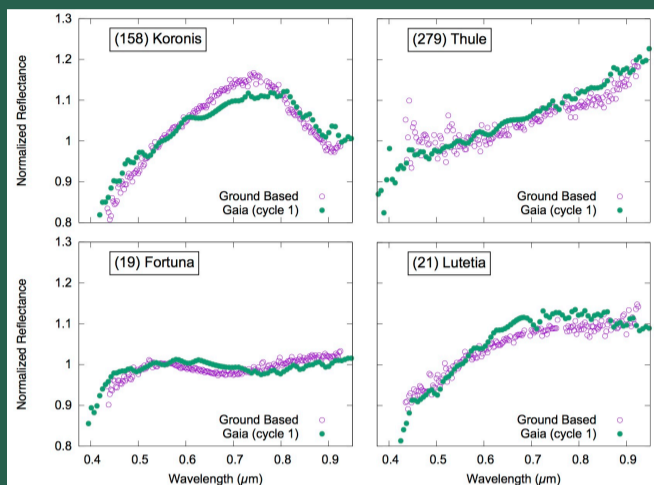 (158) Koronis
(279) Thule
1.3
1.2
1.1
1
0.9
0.8
Normalized Reflectance
Normalized Reflectance
Ground Based
Gaia (cycle 1)
Ground Based
Gaia (cycle 1)
(19) Fortuna
(21) Lutetia
1.3
1.2
1.1
1
0.9
0.8
Normalized Reflectance
Normalized Reflectance
Ground Based
Gaia (cycle 1)
Ground Based
Gaia (cycle 1)
0.4 0.5 0.6 0.7 0.8 0.9
0.4 0.5 0.6 0.7 0.8 0.9
Wavelength (μm)
Wavelength (μm)